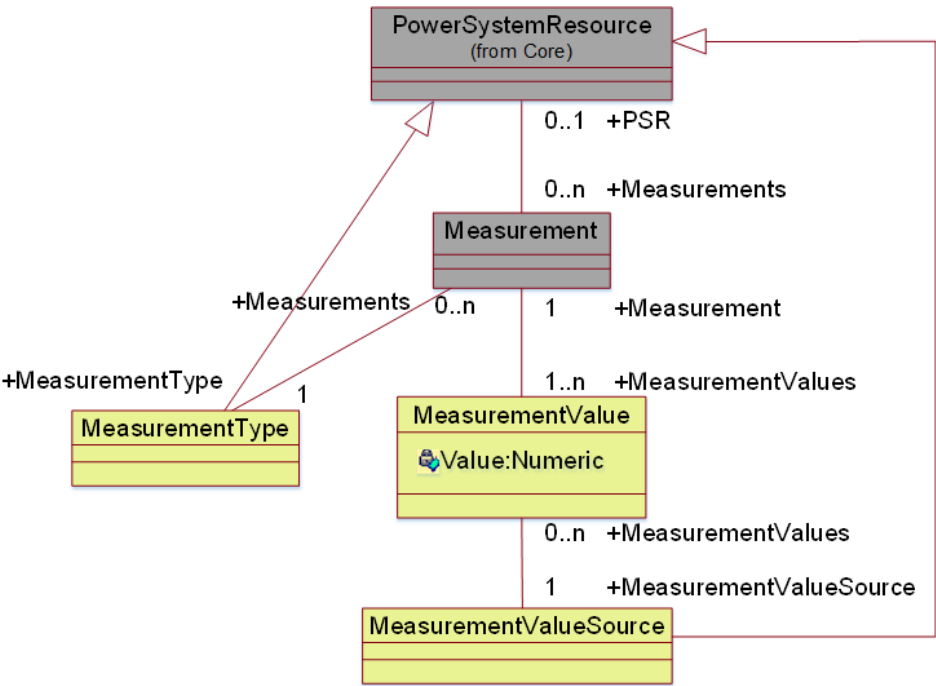 PowerSystemResource
(from Core)
0..1 +PSR
0..n +Measurements
Measurement
+Measurements 0..n
1 +Measurement
+MeasurementType 1
1..n +MeasurementValues
MeasurementType
MeasurementValue
Value:Numeric
0..n +MeasurementValues
1 +MeasurementValueSource
MeasurementValueSource